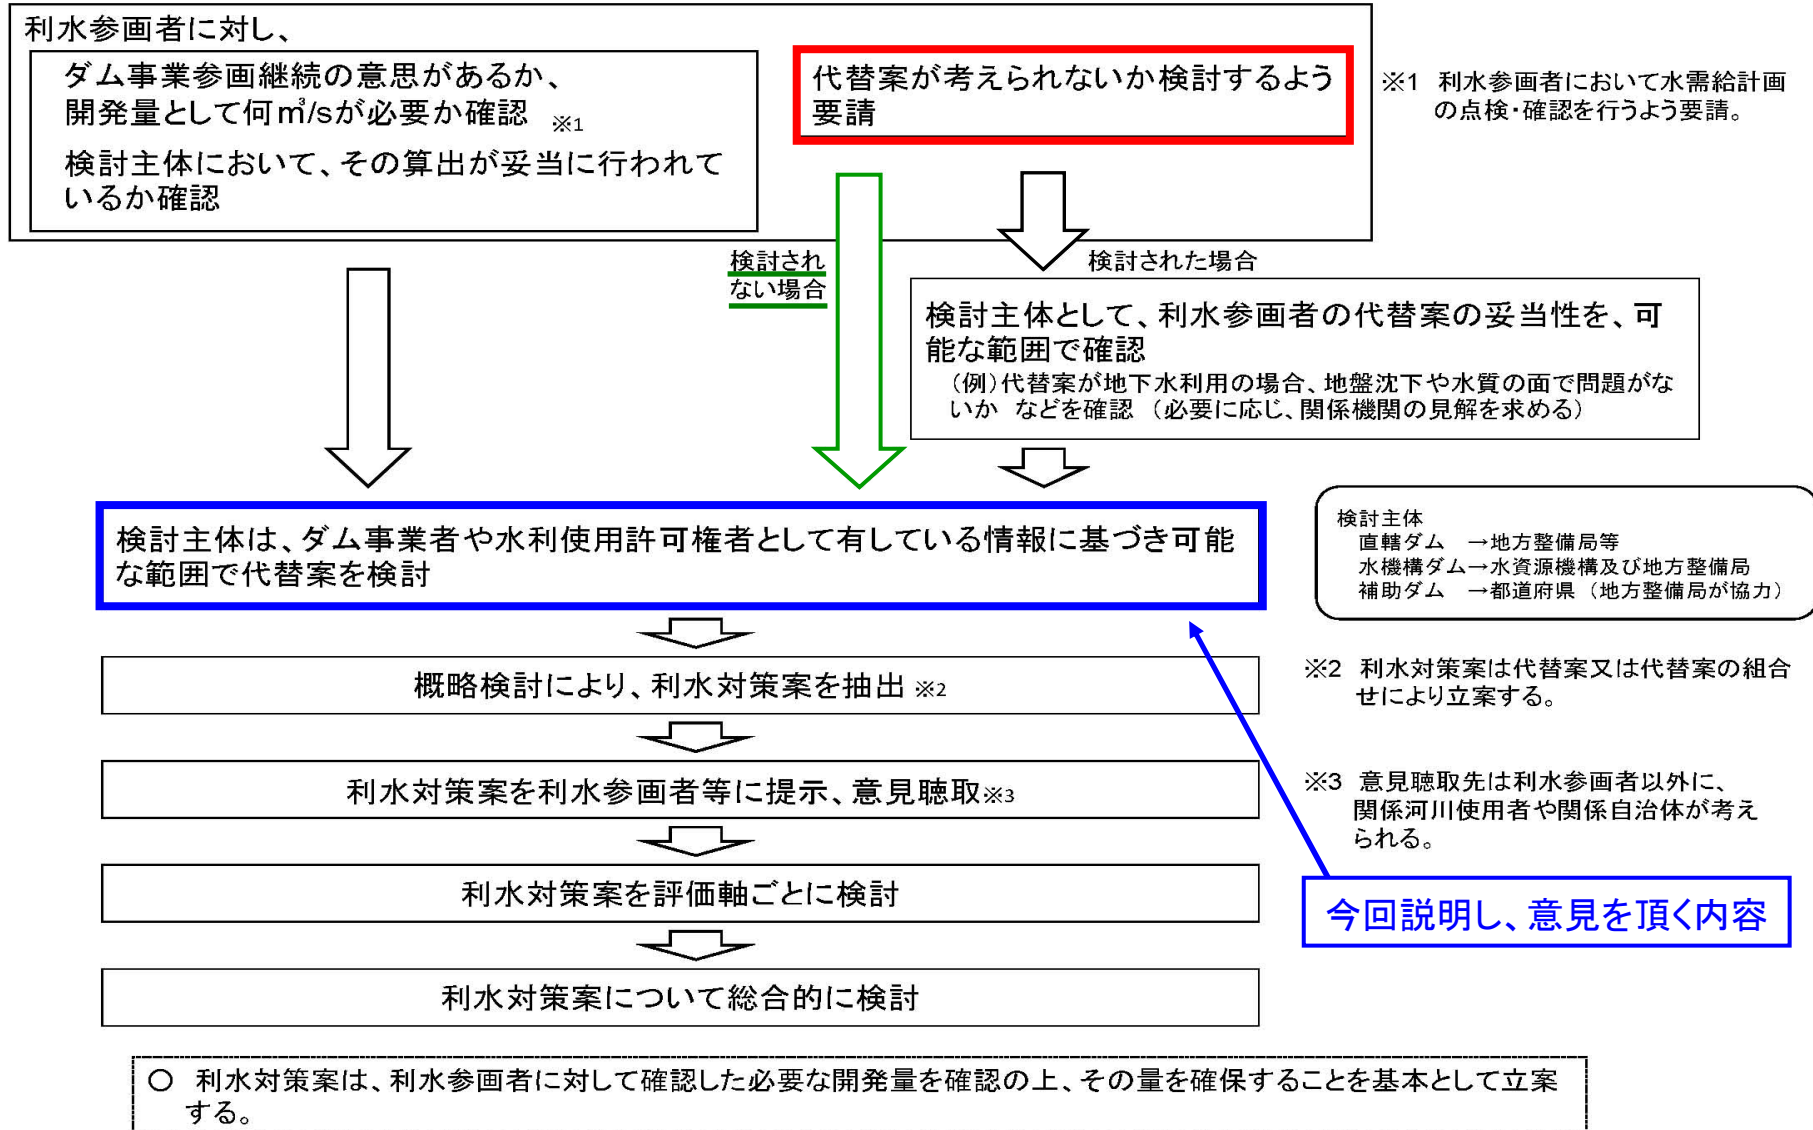 利水参画者に対し、
ダム事業参画継続の意思があるか、
開発量として何㎥/sが必要か確認 ※1
検討主体において、その算出が妥当に行われて
いるか確認
代替案が考えられないか検討するよう
要請
※1 利水参画者において水需給計画
の点検・確認を行うよう要請。
検討され
ない場合
検討された場合
検討主体として、利水参画者の代替案の妥当性を、可
能な範囲で確認
(例)代替案が地下水利用の場合、地盤沈下や水質の面で問題がな
いか などを確認 (必要に応じ、関係機関の見解を求める)
検討主体は、ダム事業者や水利使用許可権者として有している情報に基づき可能
な範囲で代替案を検討
検討主体
直轄ダム →地方整備局等
水機構ダム→水資源機構及び地方整備局
補助ダム →都道府県 (地方整備局が協力)
概略検討により、利水対策案を抽出 ※2
※2 利水対策案は代替案又は代替案の組合
せにより立案する。
利水対策案を利水参画者等に提示、意見聴取※3
※3 意見聴取先は利水参画者以外に、
関係河川使用者や関係自治体が考え
られる。
利水対策案を評価軸ごとに検討
今回説明し、意見を頂く内容
利水対策案について総合的に検討
○ 利水対策案は、利水参画者に対して確認した必要な開発量を確認の上、その量を確保することを基本として立案
する。